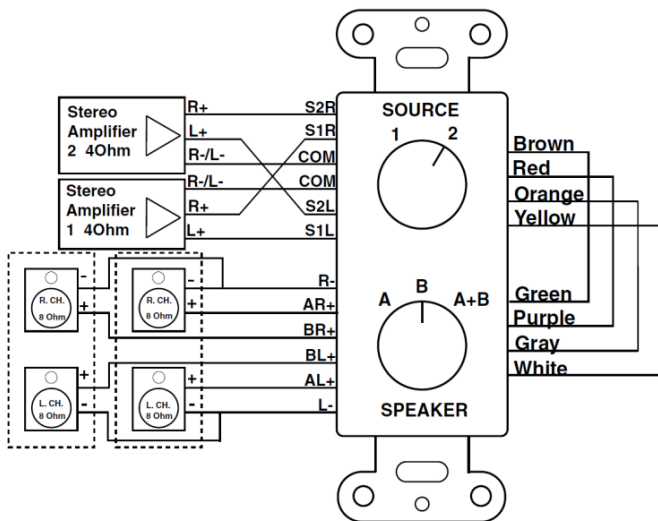 Stereo
Amplifier
2 4Ohm
R+
L+
R-/L-
Stereo
Amplifier
1 4Ohm
R-/L-
R+
L+
S2R
S1R
COM
COM
S2L
S1L
SOURCE
1 2
Brown
Red
Orange
Yellow
- R. CH. + 8 Ohm
- R. CH. + 8 Ohm
+ L. CH. - 8 Ohm
+ L. CH. - 8 Ohm
R-
AR+
BR+
BL+
AL+
L-
A B A+B
SPEAKER
Green
Purple
Gray
White